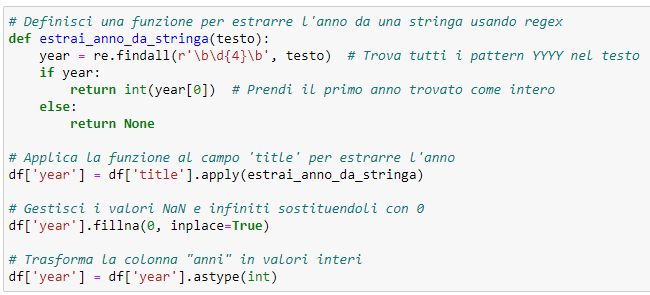 # Definisci una funzione per estrarre l'anno da una stringa usando regex
def estrai_anno_da_stringa(testo):
    year = re.findall(r'\b\d{4}\b', testo)  # Trova tutti i pattern YYYY nel testo
    if year:
        return int(year[0])  # Prendi il primo anno trovato come intero
    else:
        return None

# Applica la funzione al campo 'title' per estrarre l'anno
df['year'] = df['title'].apply(estrai_anno_da_stringa)

# Gestisci i valori NaN e infiniti sostituendoli con 0
df['year'].fillna(0, inplace=True)

# Trasforma la colonna "anni" in valori interi
df['year'] = df['year'].astype(int)